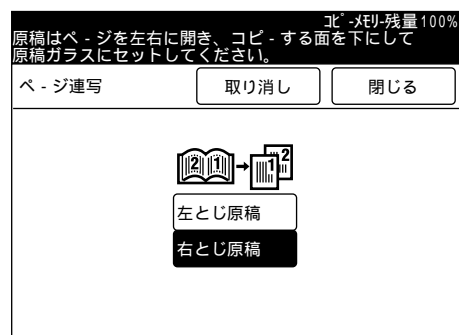 ｺﾋﾟ-ﾒﾓﾘ-残量100%
原稿はペ-ジを左右に開き、コピ-する面を下にして
原稿ガラスにセットしてください。
ペ-ジ連写
取り消し
閉じる
2 1 1 2
左とじ原稿
右とじ原稿